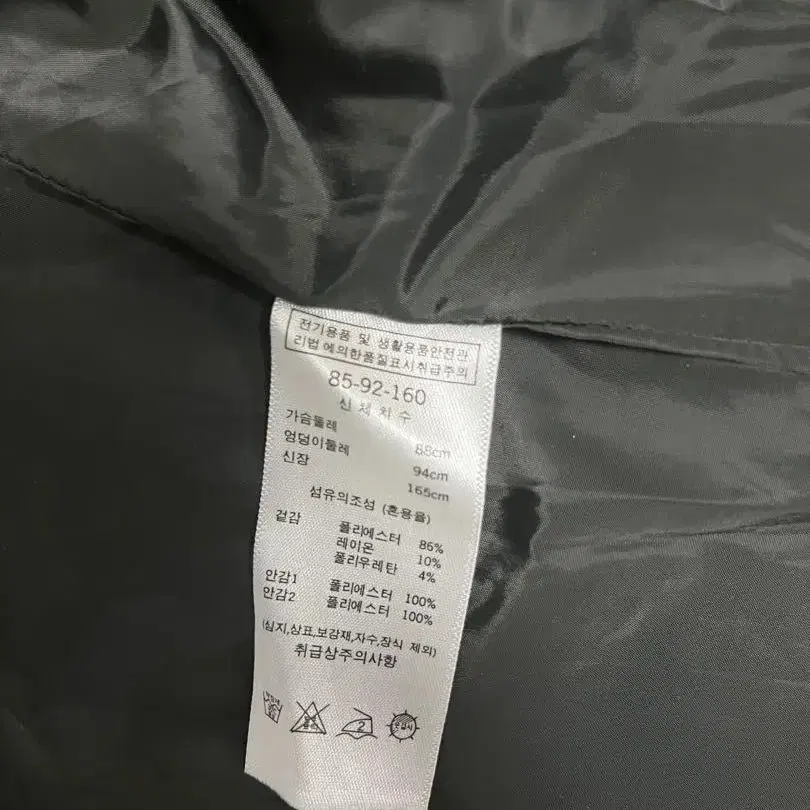 전기용품 및 생활용품안전관
리법 에의한품질표시취급주의
85-92-160
신 체 치 수
가슴둘레 88cm
엉덩이둘레 94cm
신장 165cm
섬유의조성 (혼용율)
겉감 폴리에스터 86%
레이온 10%
폴리우레탄 4%
안감1 폴리에스터 100%
안감2 폴리에스터 100%
(심지,상표,보강재,자수,장식 제외)
취급상주의사항
2